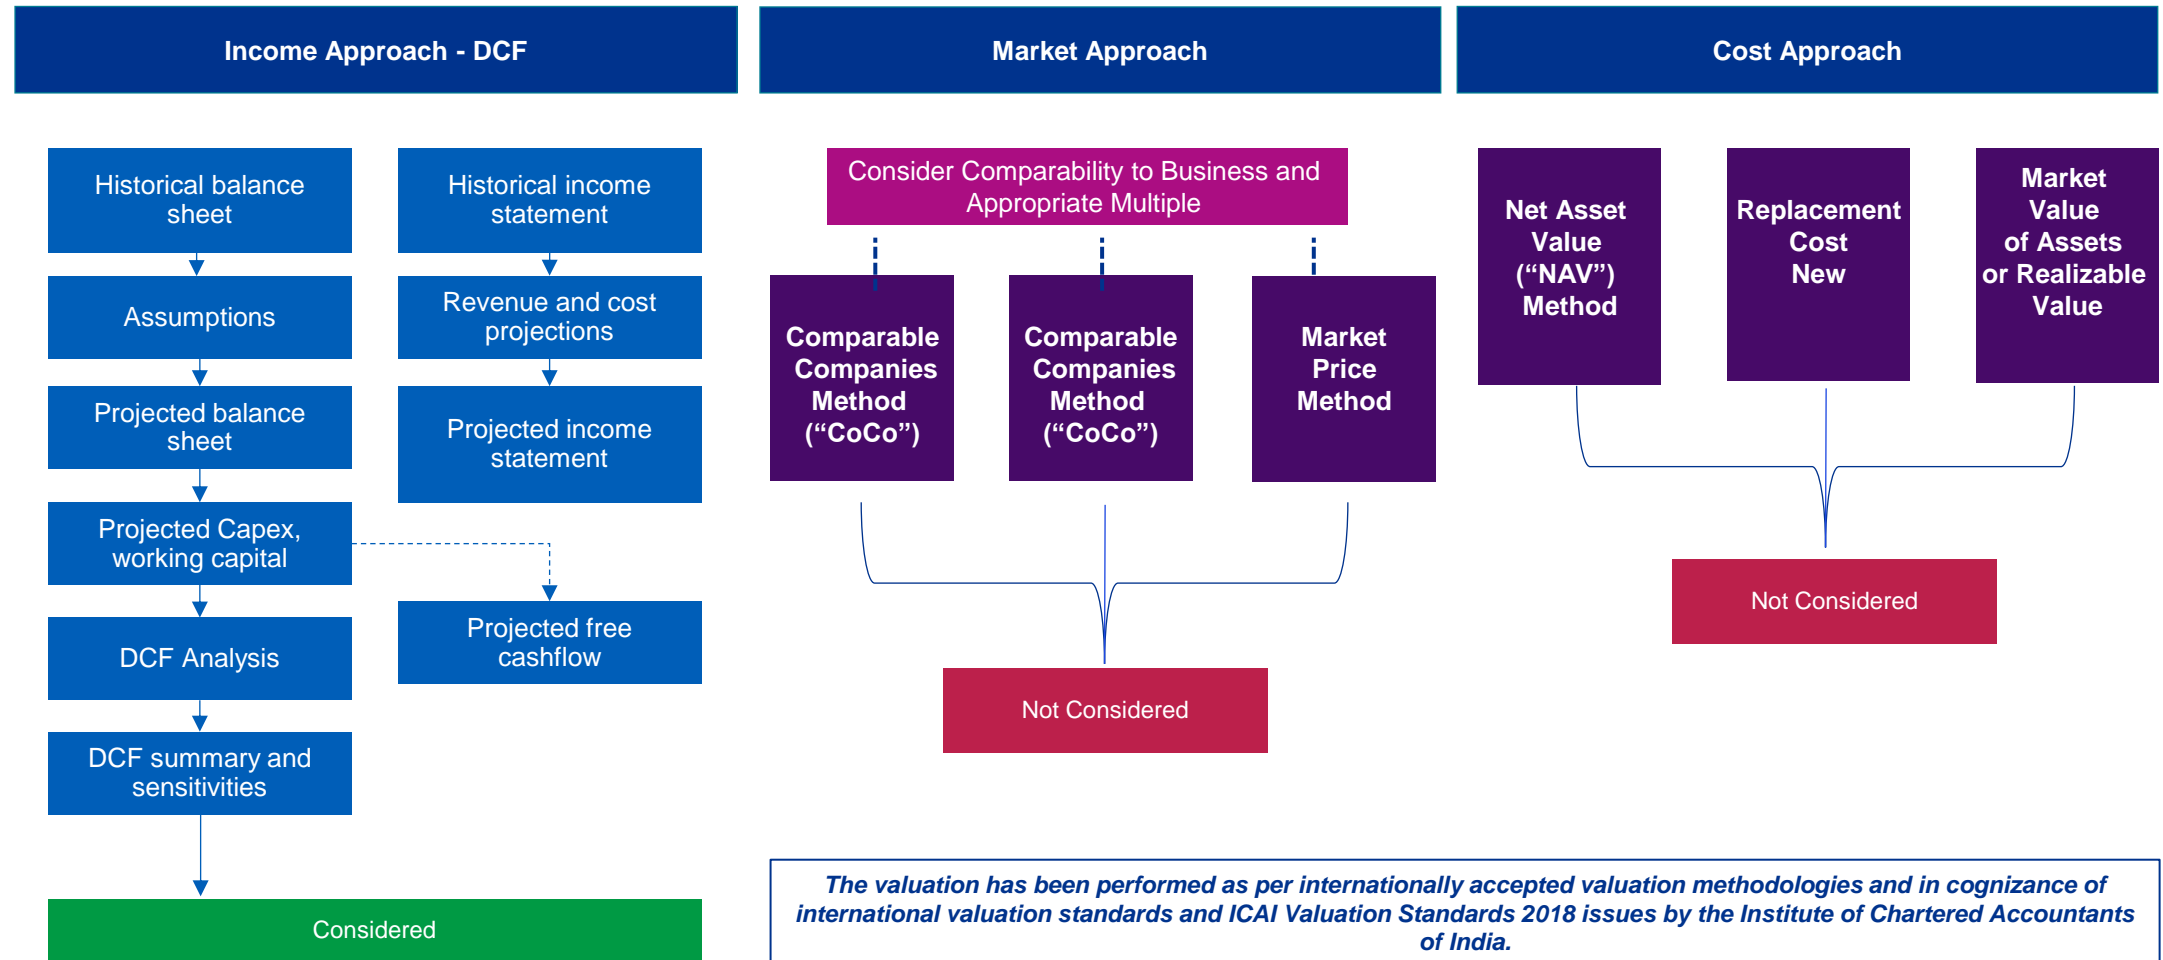 Income Approach - DCF
Market Approach
Cost Approach
Historical balance
sheet
Assumptions
Projected balance
sheet
Projected Capex,
working capital
DCF Analysis
DCF summary and
sensitivities
Historical income
statement
Revenue and cost
projections
Projected income
statement
Projected free
cashflow
Considered
Consider Comparability to Business and
Appropriate Multiple
Comparable
Companies
Method
(“CoCo”)
Comparable
Companies
Method
(“CoCo”)
Market
Price
Method
Not Considered
Net Asset
Value
(“NAV”)
Method
Replacement
Cost
New
Market
Value
of Assets
or Realizable
Value
Not Considered
The valuation has been performed as per internationally accepted valuation methodologies and in cognizance of
international valuation standards and ICAI Valuation Standards 2018 issues by the Institute of Chartered Accountants
of India.